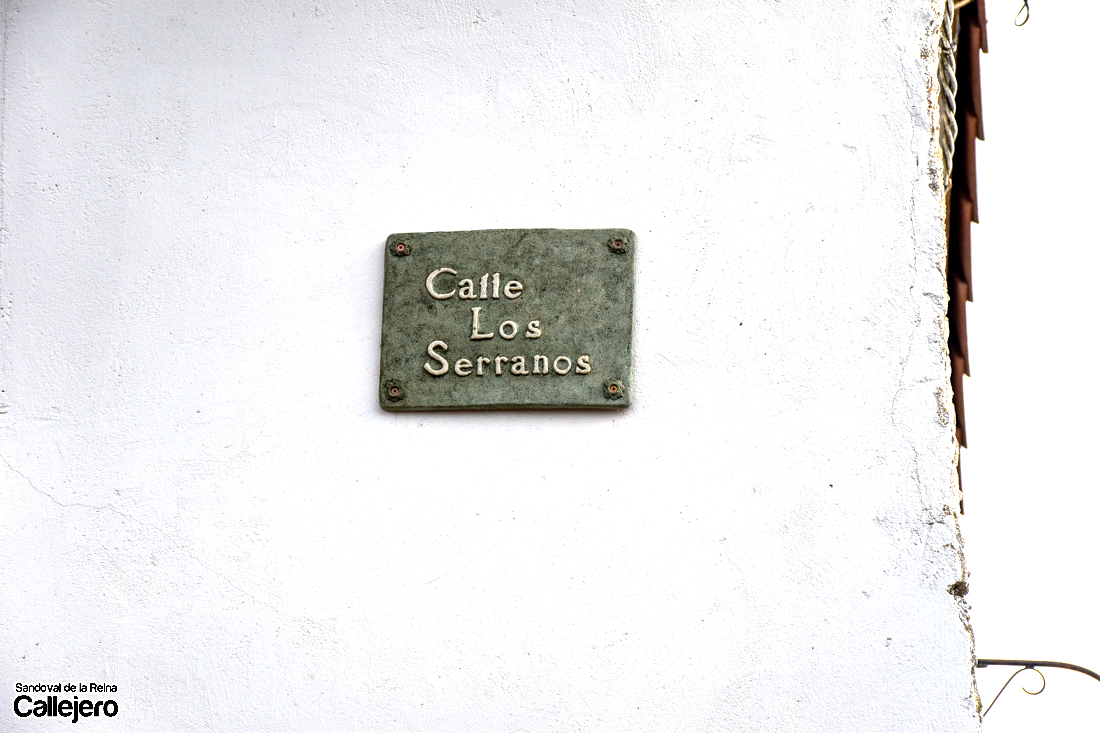 Calle
Los
Serranos
Sandoval de la Reina
Callejero